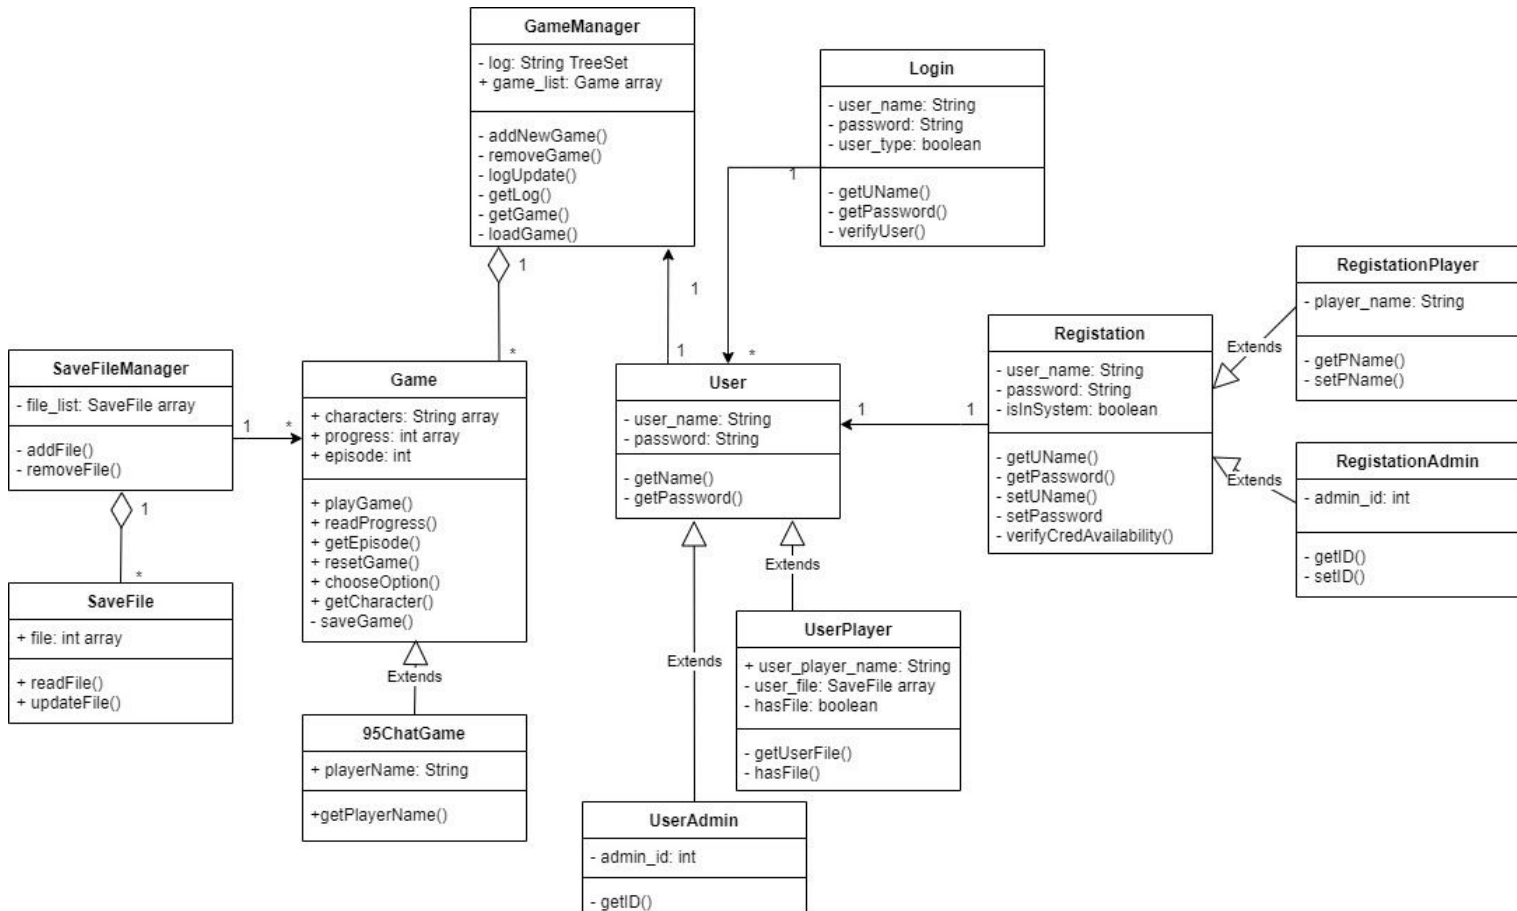 GameManager
- log: String TreeSet
+ game_list: Game array
- addNewGame()
- removeGame()
- logUpdate()
- getLog()
- getGame()
- loadGame()
1
*
Login
- user_name: String
- password: String
- user_type: boolean
- getUName()
- getPassword()
- verifyUser()
1
*
1
1
SaveFileManager
- file_list: SaveFile array
- addFile()
- removeFile()
1
*
1
*
SaveFile
+ file: int array
+ readFile()
+ updateFile()
Game
+ characters: String array
+ progress: int array
+ episode: int
+ playGame()
+ readProgress()
+ getEpisode()
+ resetGame()
+ chooseOption()
+ getCharacter()
- saveGame()
Extends
95ChatGame
+ playerName: String
+getPlayerName()
User
- user_name: String
- password: String
- getName()
- getPassword()
1
1
Extends
Extends
UserPlayer
+ user_player_name: String
- user_file: SaveFile array
- hasFile: boolean
- getUserFile()
- hasFile()
UserAdmin
- admin_id: int
- getID()
Registation
- user_name: String
- password: String
- isInSystem: boolean
- getUName()
- getPassword()
- setUName()
- setPassword
- verifyCredAvailability()
Extends
Extends
RegistationPlayer
- player_name: String
- getPName()
- setPName()
RegistationAdmin
- admin_id: int
- getID()
- setID()